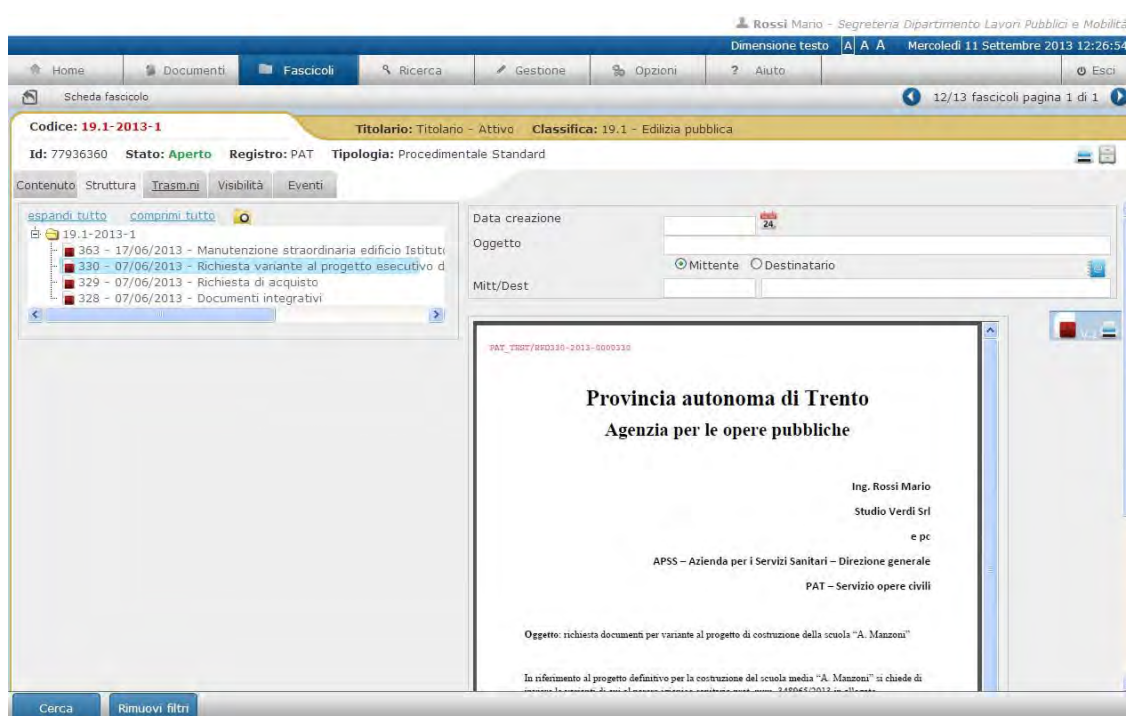 Rossi Mario - Segreteria Dipartimento Lavori Pubblici e Mobilità
Dimensione testo A A A Mercoledì 11 Settembre 2013 12:26:54
Home Documenti Fascicoli Ricerca Gestione Opzioni ? Aiuto Esci
Scheda fascicolo 12/13 fascicoli pagina 1 di 1
Codice: 19.1-2013-1 Titolario: Titolario - Attivo Classifica: 19.1 - Edilizia pubblica
Id: 77936360 Stato: Aperto Registro: PAT Tipologia: Procedimentale Standard
Contenuto Struttura Trasm.ni Visibilità Eventi
espandi tutto comprimi tutto
19.1-2013-1
363 - 17/06/2013 - Manutenzione straordinaria edificio Istituto
330 - 07/06/2013 - Richiesta variante al progetto esecutivo d
329 - 07/06/2013 - Richiesta di acquisto
328 - 07/06/2013 - Documenti integrativi
Data creazione 24
Oggetto
Mittente Destinatario
Mitt/Dest
Provincia autonoma di Trento
Agenzia per le opere pubbliche
Ing. Rossi Mario
Studio Verdi Srl
e pc
APSS – Azienda per i Servizi Sanitari – Direzione generale
PAT – Servizio opere civili
Oggetto: richiesta documenti per variante al progetto di costruzione della scuola “A. Manzoni”
In riferimento al progetto definitivo per la costruzione del scuola media “A. Manzoni” si chiede di
Cerca Rimuovi filtri